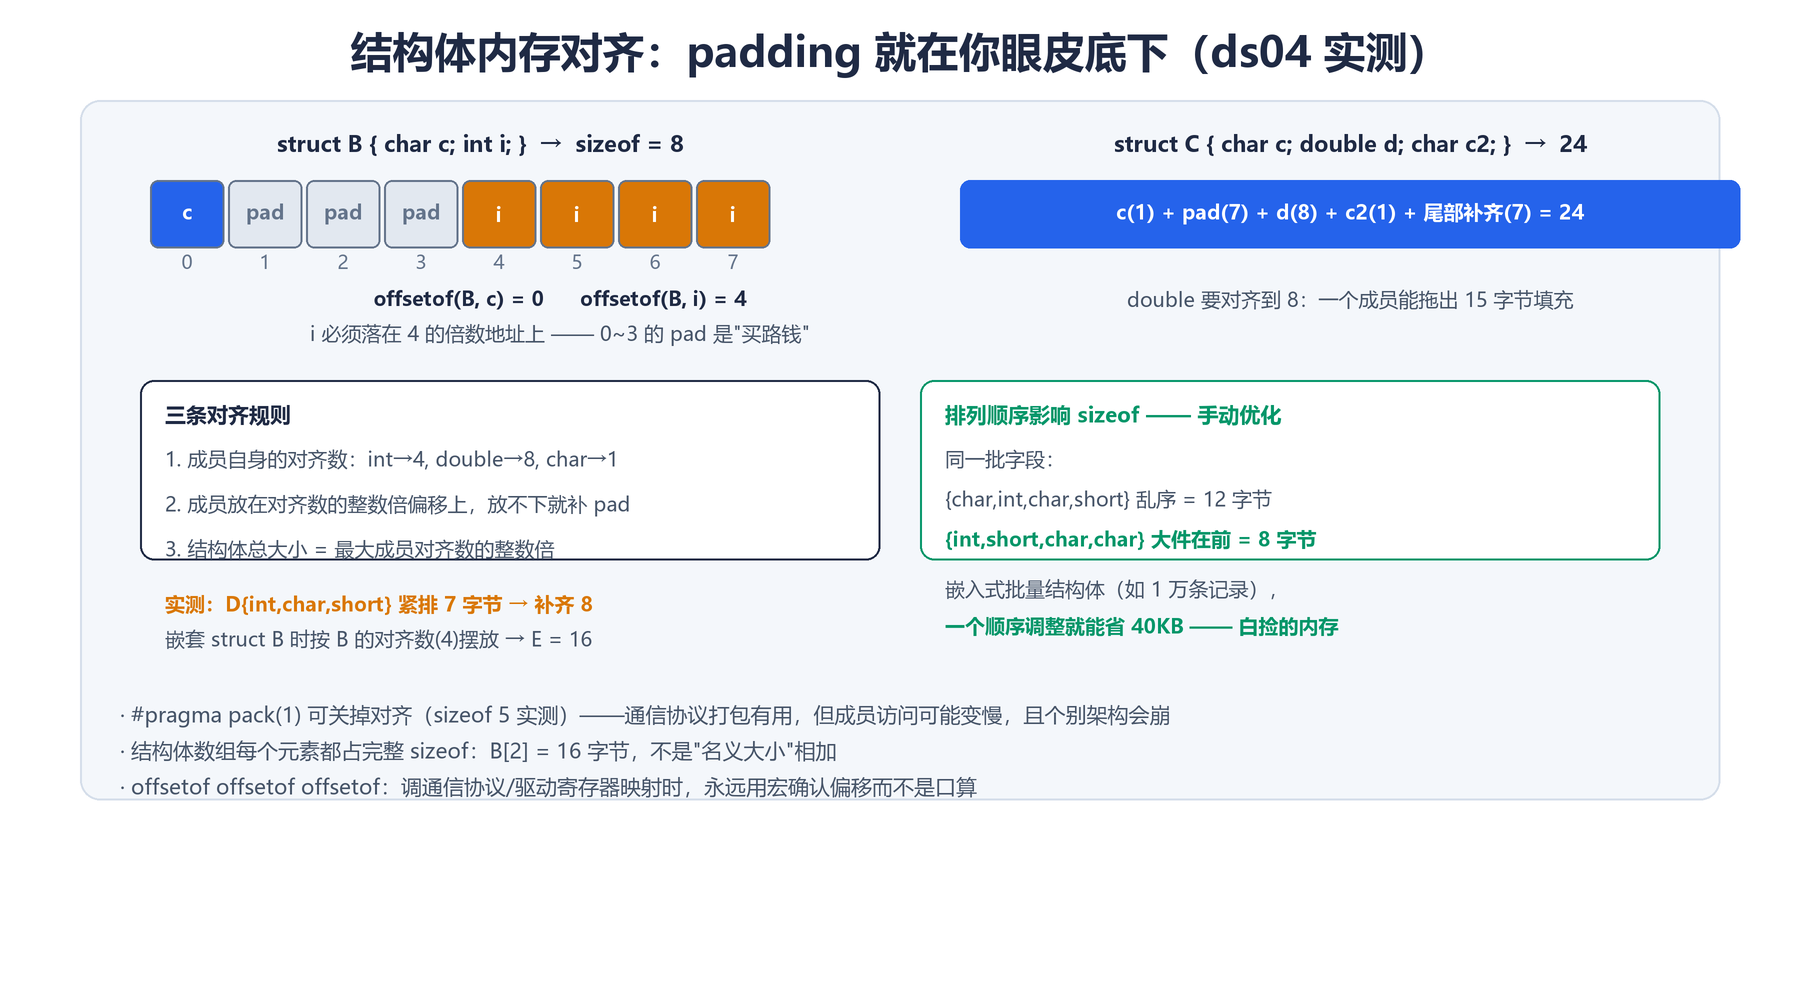 结构体内存对齐：padding 就在你眼皮底下（ds04 实测）
struct B { char c; int i; } → sizeof = 8
c pad pad pad i i i i
0 1 2 3 4 5 6 7
offsetof(B, c) = 0 offsetof(B, i) = 4
i 必须落在 4 的倍数地址上 —— 0~3 的 pad 是"买路钱"
struct C { char c; double d; char c2; } → 24
c(1) + pad(7) + d(8) + c2(1) + 尾部补齐(7) = 24
double 要对齐到 8：一个成员能拖出 15 字节填充
三条对齐规则
1. 成员自身的对齐数：int→4, double→8, char→1
2. 成员放在对齐数的整数倍偏移上，放不下就补 pad
3. 结构体总大小 = 最大成员对齐数的整数倍
实测：D{int,char,short} 紧排 7 字节 → 补齐 8
嵌套 struct B 时按 B 的对齐数(4)摆放 → E = 16
排列顺序影响 sizeof —— 手动优化
同一批字段：
{char,int,char,short} 乱序 = 12 字节
{int,short,char,char} 大件在前 = 8 字节
嵌入式批量结构体（如 1 万条记录），
一个顺序调整就能省 40KB —— 白捡的内存
· #pragma pack(1) 可关掉对齐（sizeof 5 实测）——通信协议打包有用，但成员访问可能变慢，且个别架构会崩
· 结构体数组每个元素都占完整 sizeof：B[2] = 16 字节，不是"名义大小"相加
· offsetof offsetof offsetof：调通信协议/驱动寄存器映射时，永远用宏确认偏移而不是口算